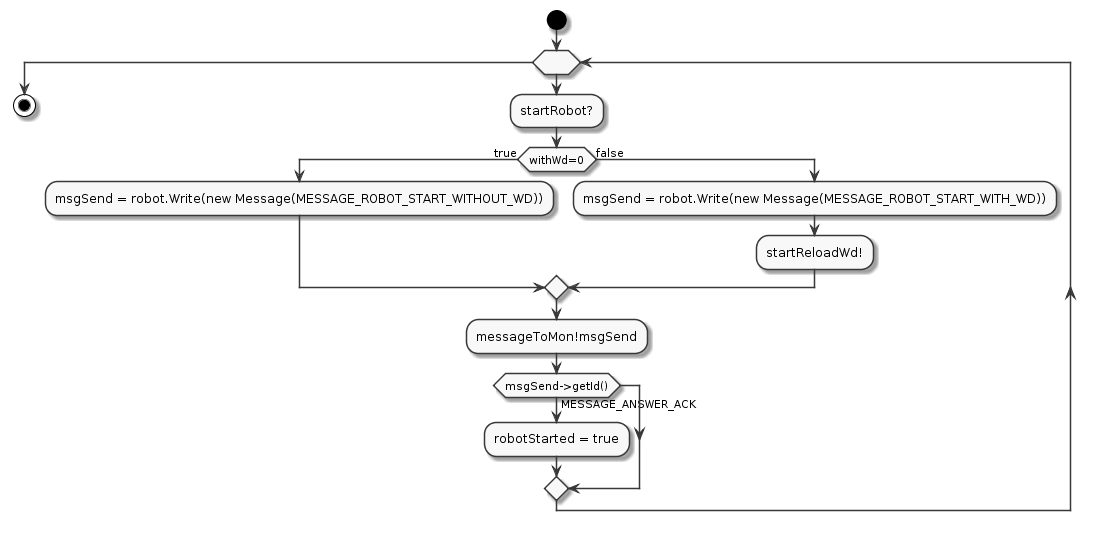 startRobot?
true
withWd=0
false
msgSend = robot.Write(new Message(MESSAGE_ROBOT_START_WITHOUT_WD))
msgSend = robot.Write(new Message(MESSAGE_ROBOT_START_WITH_WD))
startReloadWd!
messageToMon!msgSend
msgSend->getId()
MESSAGE_ANSWER_ACK
robotStarted = true